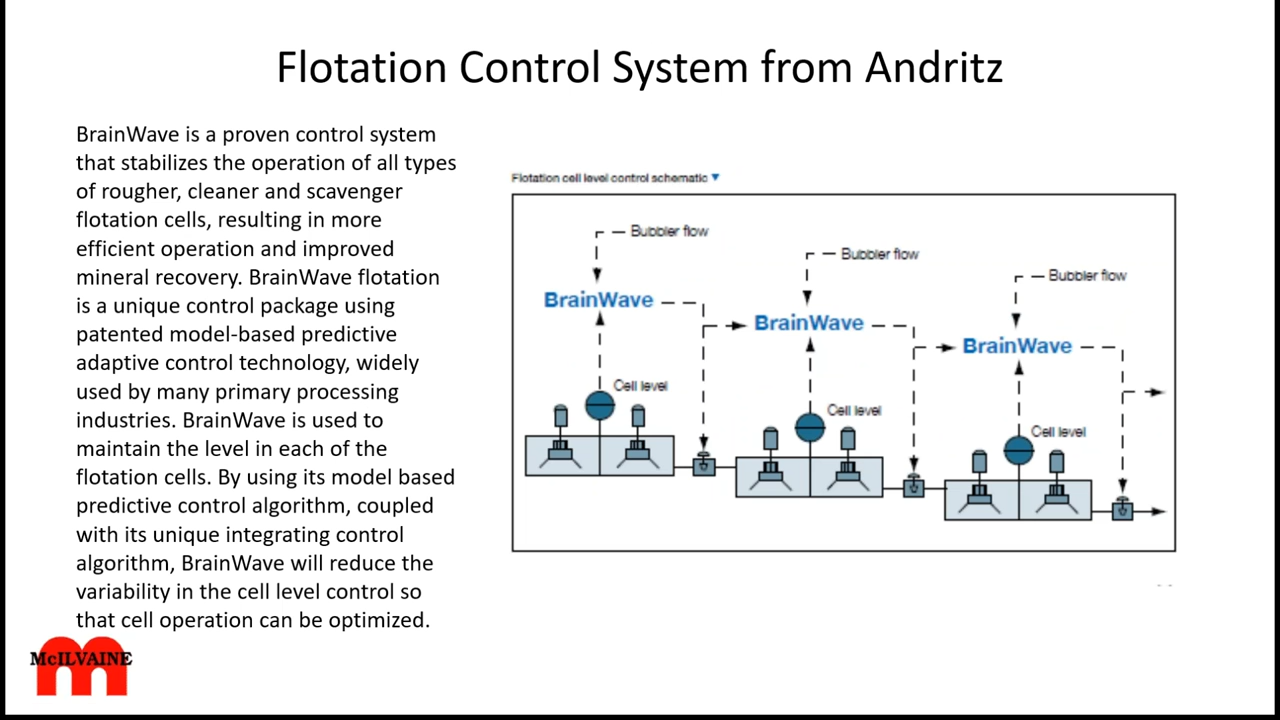 Flotation Control System from Andritz
BrainWave is a proven control system
that stabilizes the operation of all types
of rougher, cleaner and scavenger
flotation cells, resulting in more
efficient operation and improved
mineral recovery. BrainWave flotation
is a unique control package using
patented model-based predictive
adaptive control technology, widely
used by many primary processing
industries. BrainWave is used to
maintain the level in each of the
flotation cells. By using its model based
predictive control algorithm, coupled
with its unique integrating control
algorithm, BrainWave will reduce the
variability in the cell level control so
that cell operation can be optimized.
Flotation cell level control schematic ▼
Bubbler flow
Bubbler flow
Bubbler flow
BrainWave
BrainWave
BrainWave
Cell level
Cell level
Cell level
McILVAINE